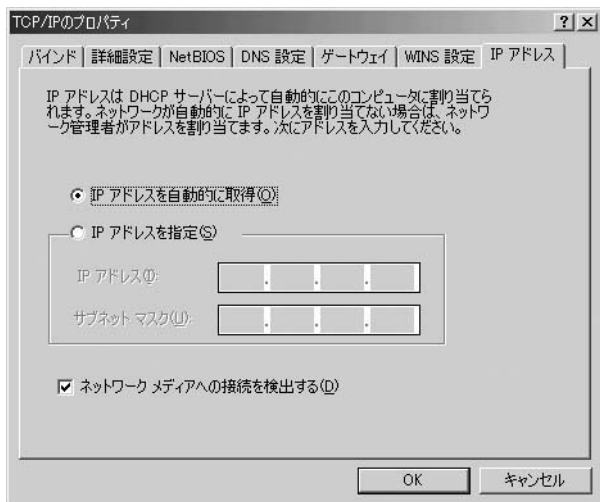 TCP/IPのプロパティ
バインド 詳細設定 NetBIOS DNS 設定 ゲートウェイ WINS 設定 IP アドレス
IP アドレスは DHCP サーバーによって自動的にこのコンピュータに割り当てら
れます。ネットワークが自動的に IP アドレスを割り当てない場合は、ネットワ
ーク管理者がアドレスを割り当てます。次にアドレスを入力してください。
IP アドレスを自動的に取得(O)
IP アドレスを指定(S)
IP アドレス(I):
サブネット マスク(U):
ネットワーク メディアへの接続を検出する(D)
OK キャンセル